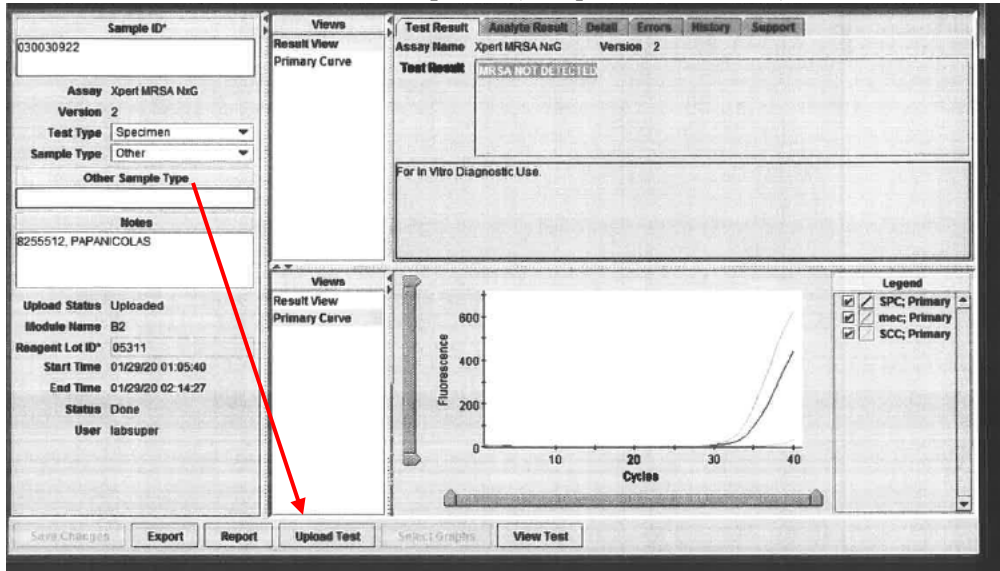 Sample ID*
030030922
Assay Xpert MRSA NxG
Version 2
Test Type Specimen
Sample Type Other
Other Sample Type
Notes
8255512, PAPANICOLAS
Upload Status Uploaded
Module Name B2
Reagent Lot ID* 05311
Start Time 01/29/20 01:05:40
End Time 01/29/20 02:14:27
Status Done
User labsuper
Views
Result View
Primary Curve
Views
Result View
Primary Curve
Test Result Analyte Result Detail Errors History Support
Assay Name Xpert MRSA NxG Version 2
Test Result MRSA NOT DETECTED
For In Vitro Diagnostic Use.
Fluorescence
600
400
200
0
10 20 30 40
Cycles
Legend
SPC; Primary
mec; Primary
SCC; Primary
Save Changes Export Report Upload Test Select Graphs View Test